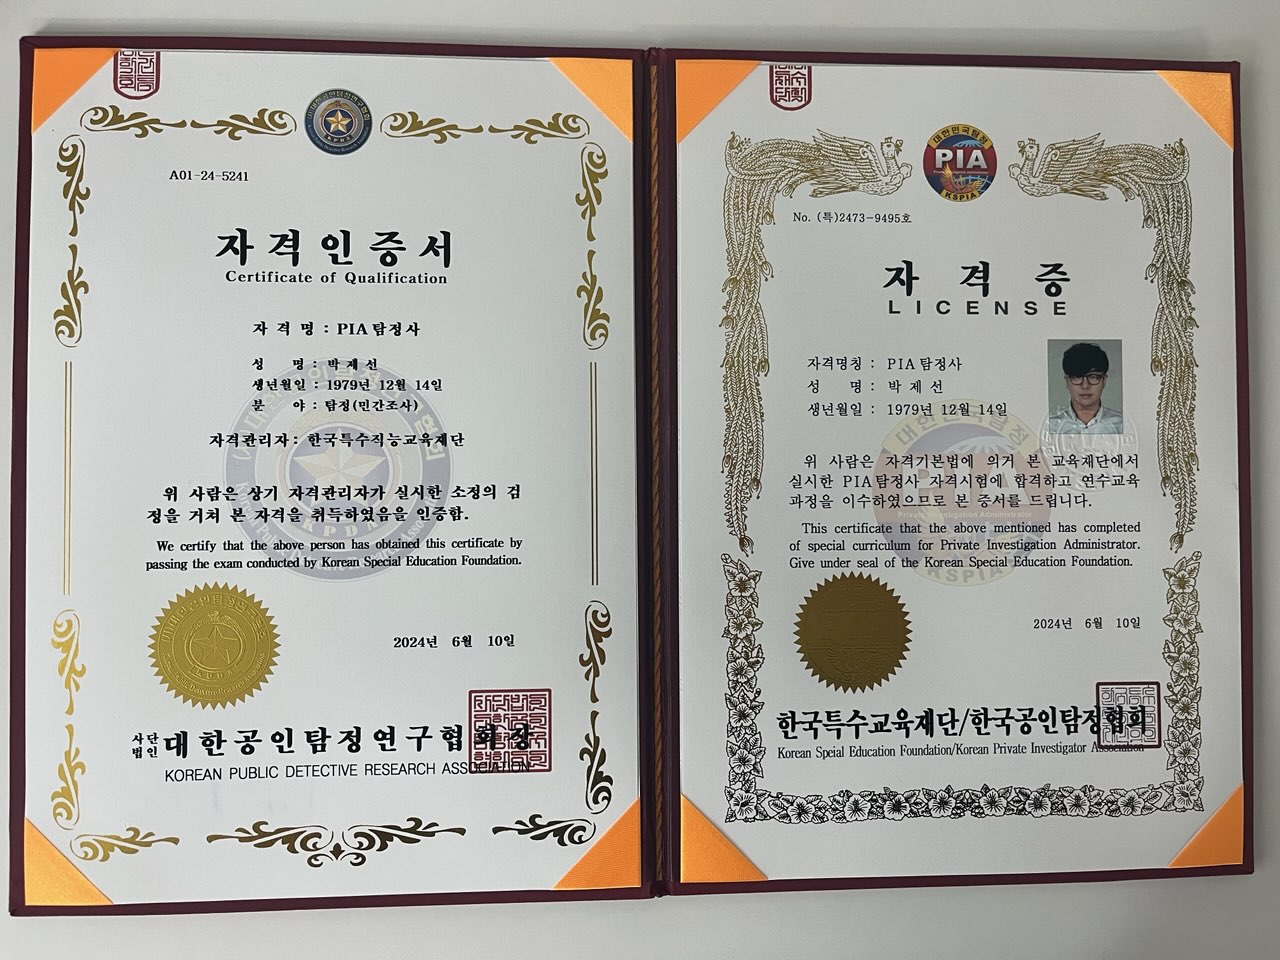 A01-24-5241
자격인증서
Certificate of Qualification
자 격 명 : PIA탐정사
성 명 : 박 제 선
생년월일 : 1979년 12월 14일
분 야 : 탐정(민간조사)
자격관리자: 한국특수직능교육재단
위 사람은 상기 자격관리자가 실시한 소정의 검
정을 거쳐 본 자격을 취득하였음을 인증함.
We certify that the above person has obtained this certificate by
passing the exam conducted by Korean Special Education Foundation.
2024년 6월 10일
사단법인 대한공인탐정연구협회장
KOREAN PUBLIC DETECTIVE RESEARCH ASSOCIATION
대한민국탐정
PIA
KSPIA
No. (특)2473-9495호
자 격 증
LICENSE
자격명칭 : PIA탐정사
성 명 : 박 제 선
생년월일 : 1979년 12월 14일
위 사람은 자격기본법에 의거 본 교육재단에서
실시한 PIA탐정사 자격시험에 합격하고 연수교육
과정을 이수하였으므로 본 증서를 드립니다.
This certificate that the above mentioned has completed
of special curriculum for Private Investigation Administrator.
Give under seal of the Korean Special Education Foundation.
2024년 6월 10일
한국특수교육재단/한국공인탐정협회
Korean Speial Education Foundation/Korean Private Investigator Association